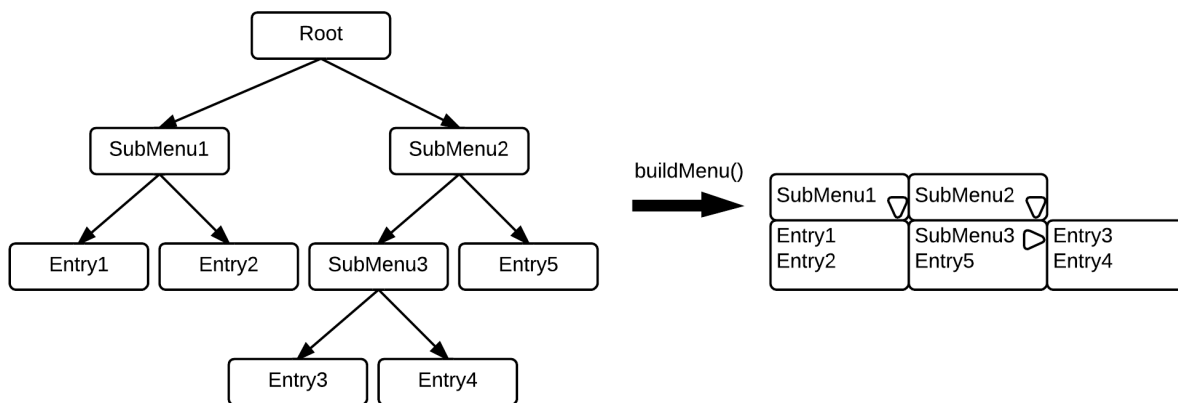 Root
SubMenu1
SubMenu2
Entry1
Entry2
SubMenu3
Entry5
Entry3
Entry4
buildMenu()
SubMenu1
SubMenu2
Entry1
Entry2
SubMenu3
Entry5
Entry3
Entry4